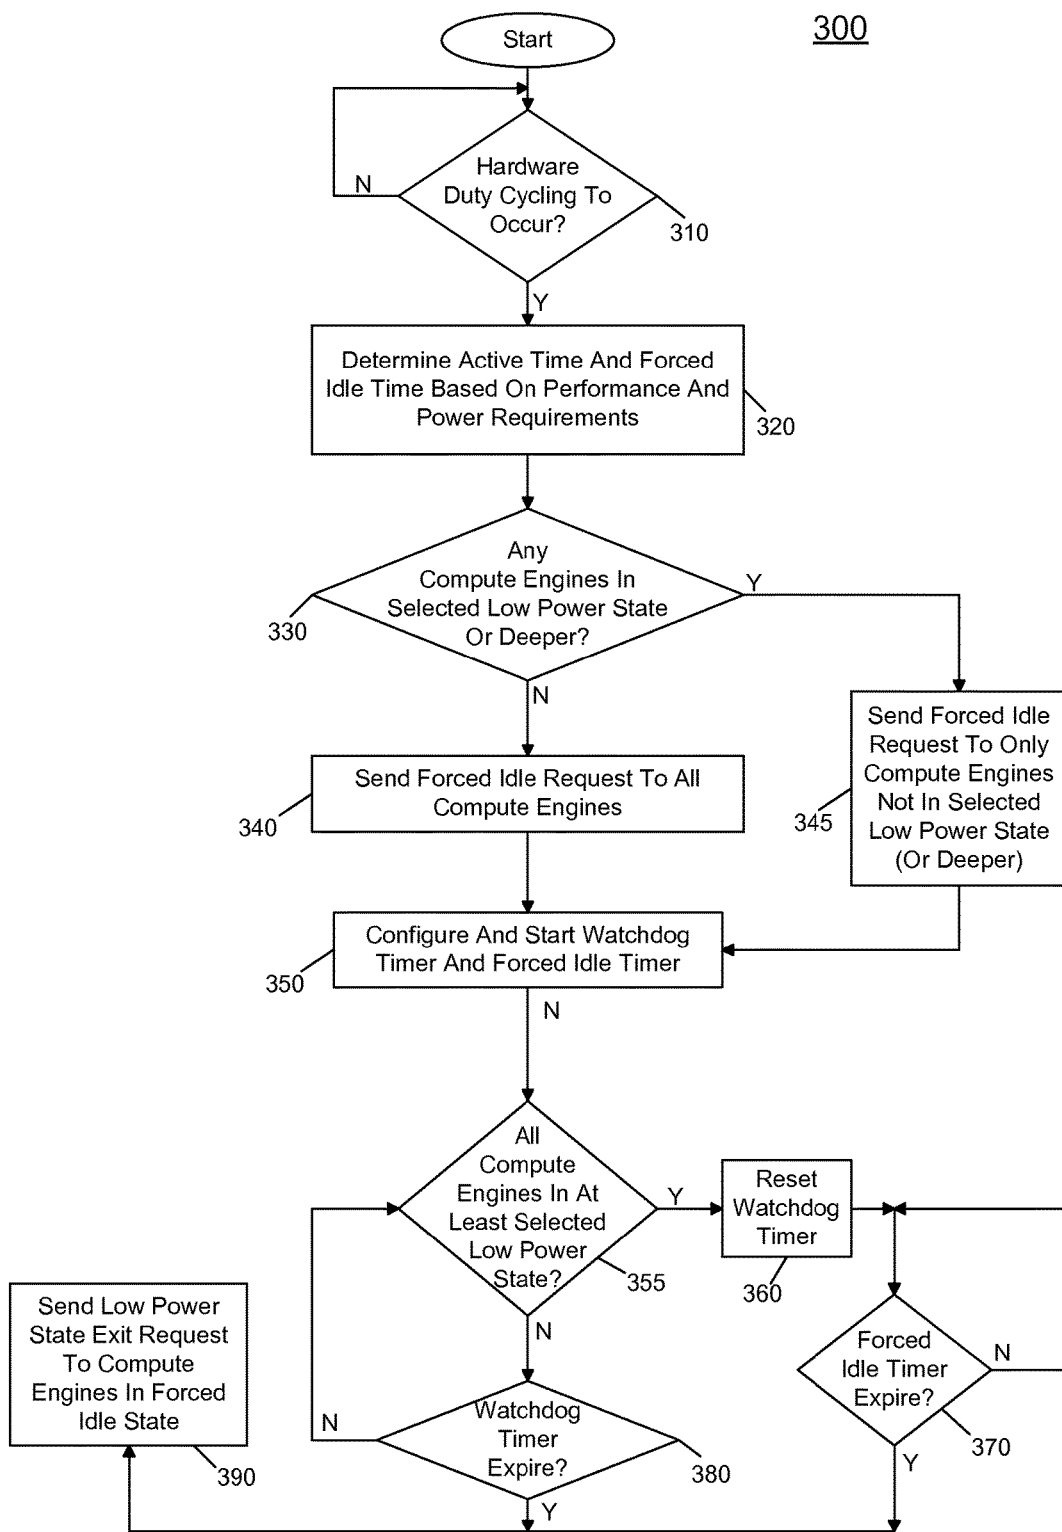 300
Start
Hardware
Duty Cycling To
Occur?
N
310
Y
Determine Active Time And Forced
Idle Time Based On Performance And
Power Requirements
320
Any
Compute Engines In
Selected Low Power State
Or Deeper?
Y
330
N
Send Forced Idle
Request To Only
Compute Engines
Not In Selected
Low Power State
(Or Deeper)
345
Send Forced Idle Request To All
Compute Engines
340
Configure And Start Watchdog
Timer And Forced Idle Timer
350
N
All
Compute
Engines In At
Least Selected
Low Power
State?
Y
355
Reset
Watchdog
Timer
360
N
Forced
Idle Timer
Expire?
N
370
Y
Watchdog
Timer
Expire?
N
380
Y
Send Low Power
State Exit Request
To Compute
Engines In Forced
Idle State
390